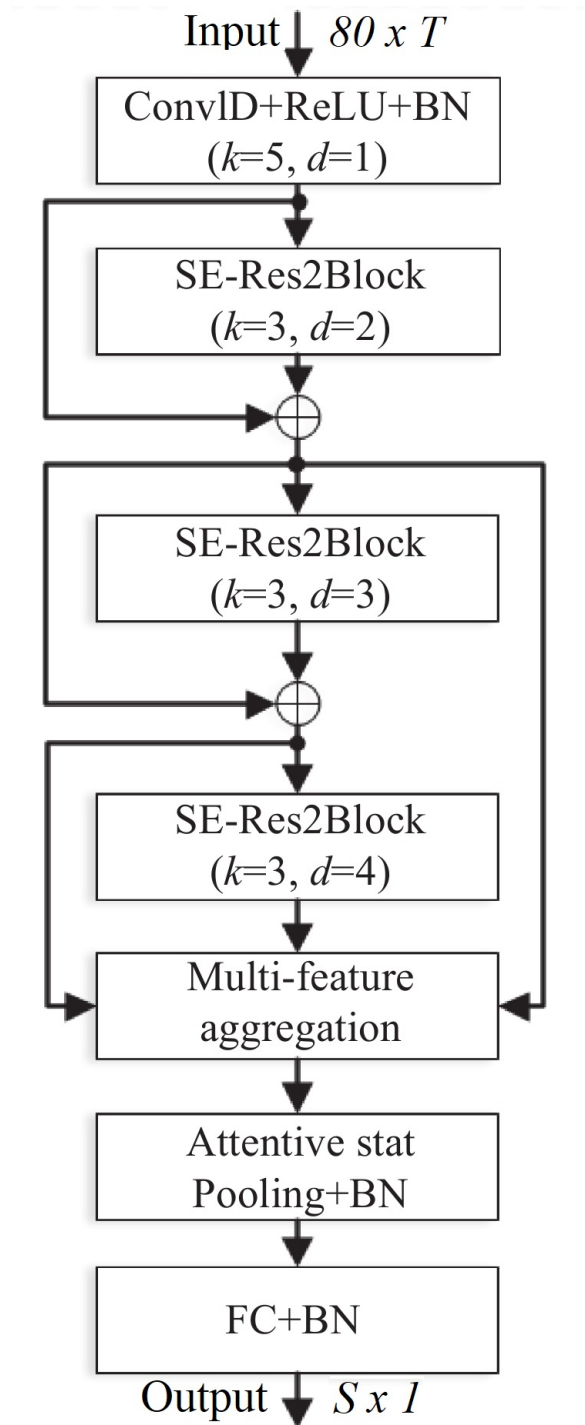 Input 80 x T
ConvlD+ReLU+BN
(k=5, d=1)
SE-Res2Block
(k=3, d=2)
SE-Res2Block
(k=3, d=3)
SE-Res2Block
(k=3, d=4)
Multi-feature
aggregation
Attentive stat
Pooling+BN
FC+BN
Output S x 1